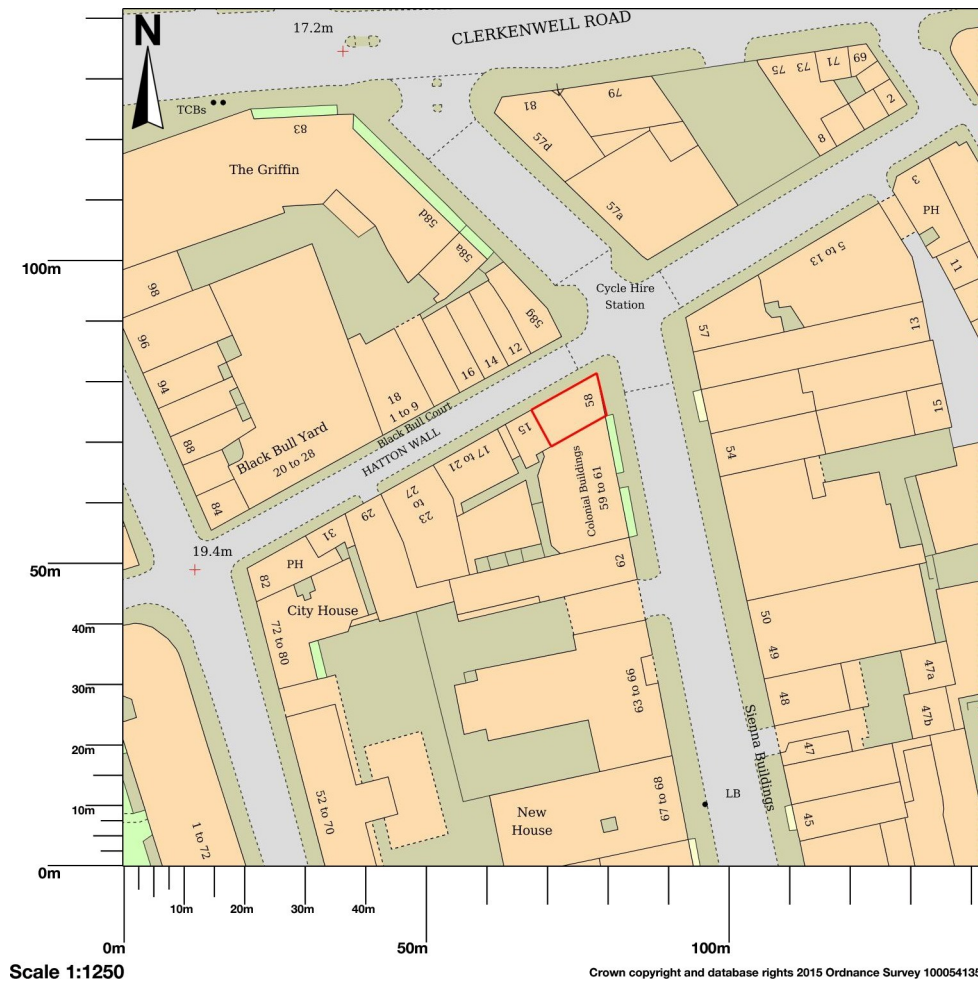 N
17.2m
CLERKENWELL ROAD
TCBs
83
The Griffin
81
79
57d
57a
75
73
71
69
2
8
3
PH
11
5 to 13
58d
58a
58g
Cycle Hire
Station
57
13
15
98
96
94
88
84
Black Bull Yard
20 to 28
18
1 to 9
16
14
12
Black Bull Court
HATTON WALL
58
15
17 to 21
23
to
27
29
31
Colonial Buildings
59 to 61
62
54
100m
50m
40m
30m
20m
10m
0m
19.4m
PH
82
City House
72 to 80
63 to 66
50
49
48
47
47a
47b
45
Sienna Buildings
LB
New
House
67 to 68
52 to 70
1 to 72
10m
20m
30m
40m
0m
50m
100m
Scale 1:1250
Crown copyright and database rights 2015 Ordnance Survey 100054135